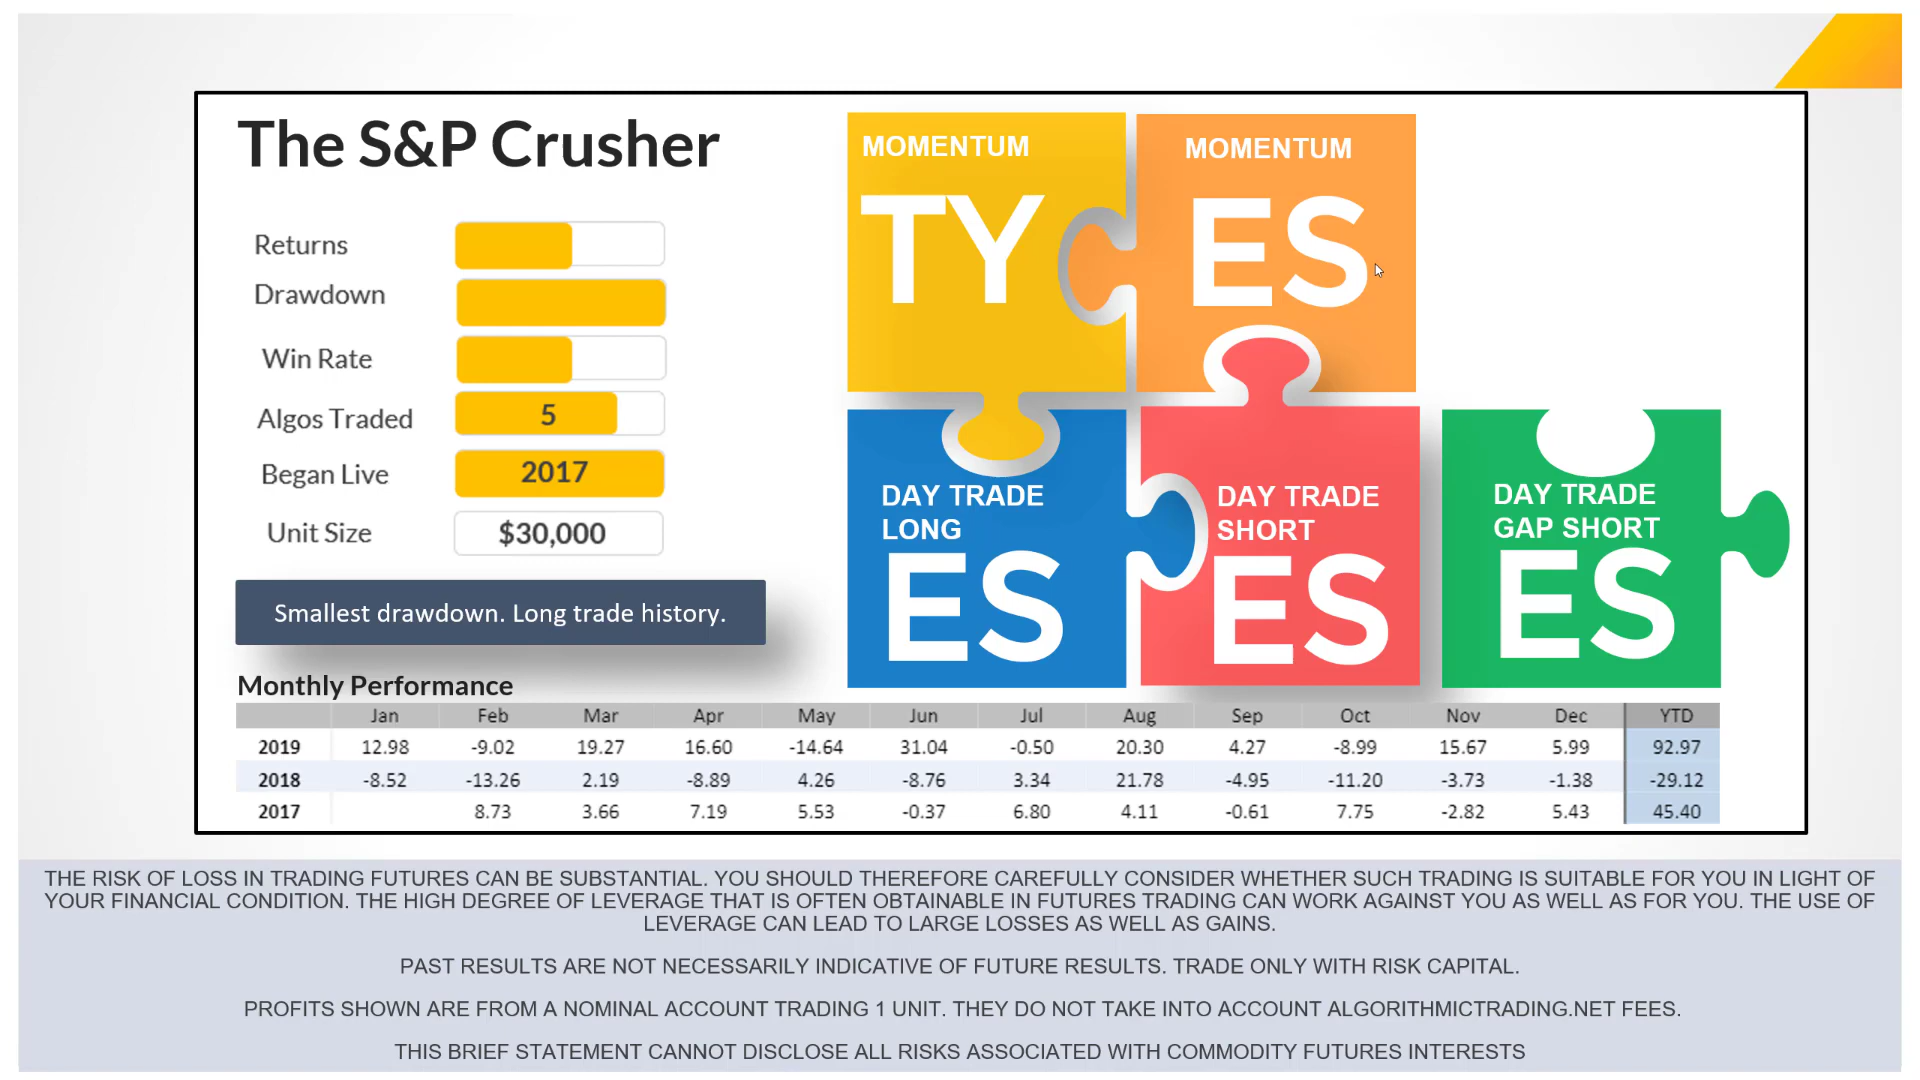 The S&P Crusher
Returns
Drawdown
Win Rate
Algos Traded 5
Began Live 2017
Unit Size $30,000
Smallest drawdown. Long trade history.
MOMENTUM
TY
MOMENTUM
ES
DAY TRADE
LONG
ES
DAY TRADE
SHORT
ES
DAY TRADE
GAP SHORT
ES
Monthly Performance
Jan Feb Mar Apr May Jun Jul Aug Sep Oct Nov Dec YTD
2019 12.98 -9.02 19.27 16.60 -14.64 31.04 -0.50 20.30 4.27 -8.99 15.67 5.99 92.97
2018 -8.52 -13.26 2.19 -8.89 4.26 -8.76 3.34 21.78 -4.95 -11.20 -3.73 -1.38 -29.12
2017 8.73 3.66 7.19 5.53 -0.37 6.80 4.11 -0.61 7.75 -2.82 5.43 45.40
THE RISK OF LOSS IN TRADING FUTURES CAN BE SUBSTANTIAL. YOU SHOULD THEREFORE CAREFULLY CONSIDER WHETHER SUCH TRADING IS SUITABLE FOR YOU IN LIGHT OF
YOUR FINANCIAL CONDITION. THE HIGH DEGREE OF LEVERAGE THAT IS OFTEN OBTAINABLE IN FUTURES TRADING CAN WORK AGAINST YOU AS WELL AS FOR YOU. THE USE OF
LEVERAGE CAN LEAD TO LARGE LOSSES AS WELL AS GAINS.
PAST RESULTS ARE NOT NECESSARILY INDICATIVE OF FUTURE RESULTS. TRADE ONLY WITH RISK CAPITAL.
PROFITS SHOWN ARE FROM A NOMINAL ACCOUNT TRADING 1 UNIT. THEY DO NOT TAKE INTO ACCOUNT ALGORITHMICTRADING.NET FEES.
THIS BRIEF STATEMENT CANNOT DISCLOSE ALL RISKS ASSOCIATED WITH COMMODITY FUTURES INTERESTS